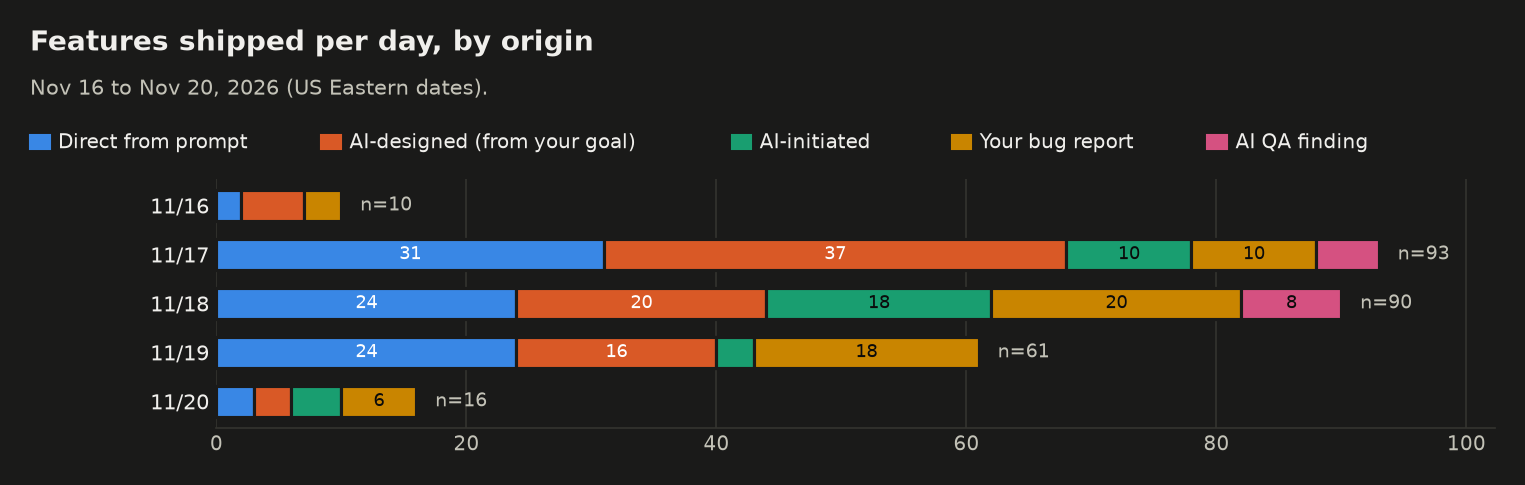 Features shipped per day, by origin
Nov 16 to Nov 20, 2026 (US Eastern dates).
Direct from prompt AI-designed (from your goal) AI-initiated Your bug report AI QA finding
11/16 n=10
11/17 31 37 10 10 n=93
11/18 24 20 18 20 8 n=90
11/19 24 16 18 n=61
11/20 6 n=16
0 20 40 60 80 100